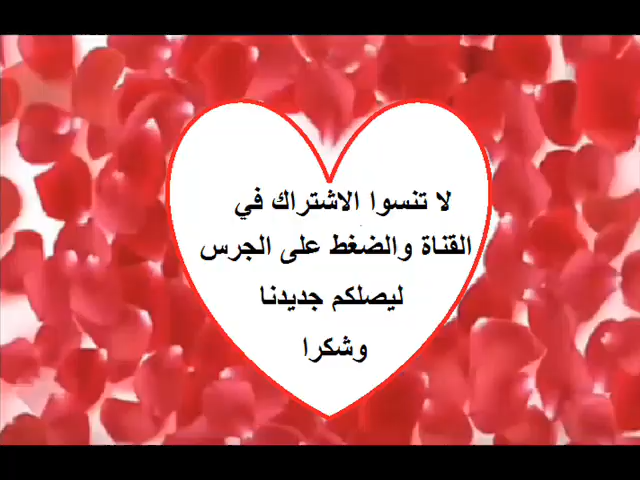 لا تنسوا الاشتراك في
القناة والضغط على الجرس
ليصلكم جديدنا
وشكرا